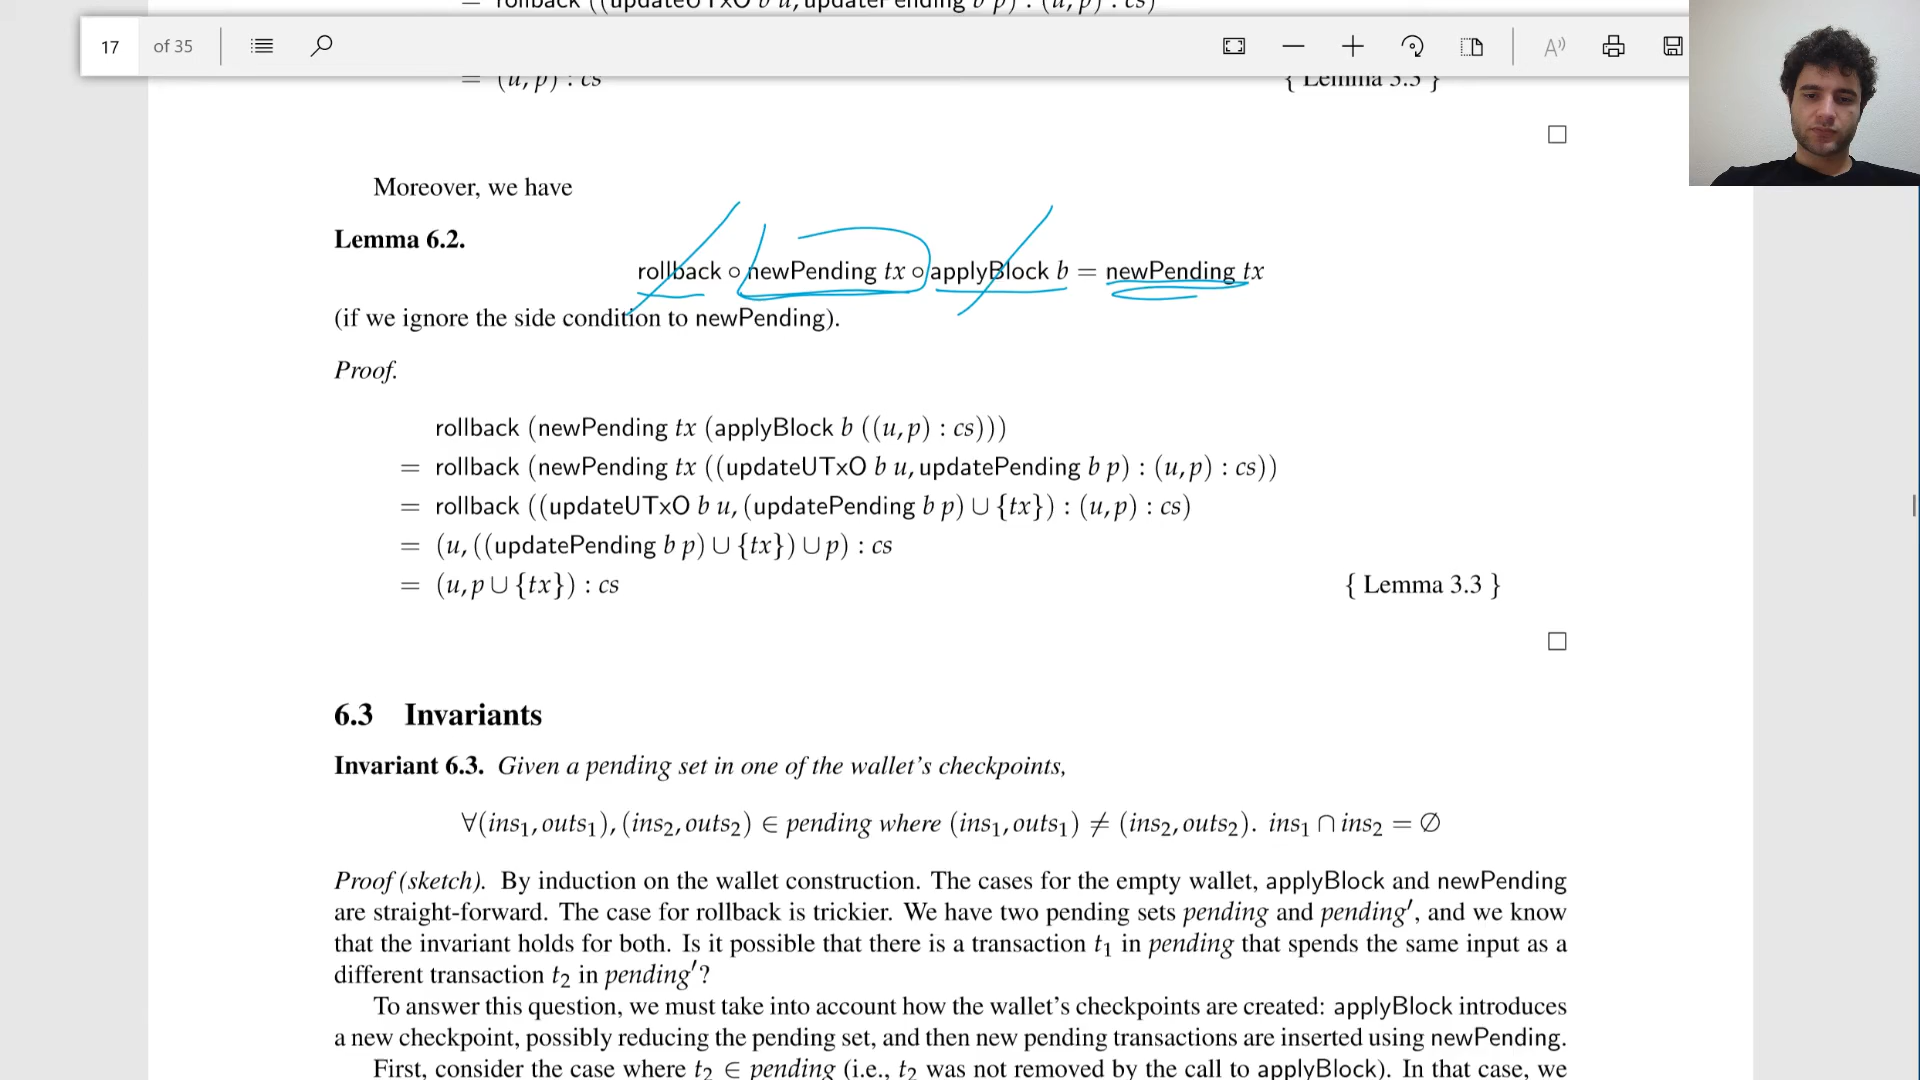 = rollback ((updateUTxO b u, updatePending b p) : (u, p) : cs)
17 of 35
= (u, p) : cs { Lemma 3.3 }
□
Moreover, we have
Lemma 6.2.
rollback ∘ newPending tx ∘ applyBlock b = newPending tx
(if we ignore the side condition to newPending).
Proof.
rollback (newPending tx (applyBlock b ((u, p) : cs)))
= rollback (newPending tx ((updateUTxO b u, updatePending b p) : (u, p) : cs))
= rollback ((updateUTxO b u, (updatePending b p) ∪ {tx}) : (u, p) : cs)
= (u, ((updatePending b p) ∪ {tx}) ∪ p) : cs
= (u, p ∪ {tx}) : cs { Lemma 3.3 }
□
6.3 Invariants
Invariant 6.3. Given a pending set in one of the wallet's checkpoints,
∀(ins₁, outs₁), (ins₂, outs₂) ∈ pending where (ins₁, outs₁) ≠ (ins₂, outs₂). ins₁ ∩ ins₂ = ∅
Proof (sketch). By induction on the wallet construction. The cases for the empty wallet, applyBlock and newPending
are straight-forward. The case for rollback is trickier. We have two pending sets pending and pending′, and we know
that the invariant holds for both. Is it possible that there is a transaction t₁ in pending that spends the same input as a
different transaction t₂ in pending′?
To answer this question, we must take into account how the wallet's checkpoints are created: applyBlock introduces
a new checkpoint, possibly reducing the pending set, and then new pending transactions are inserted using newPending.
First, consider the case where t₂ ∈ pending (i.e., t₂ was not removed by the call to applyBlock). In that case, we